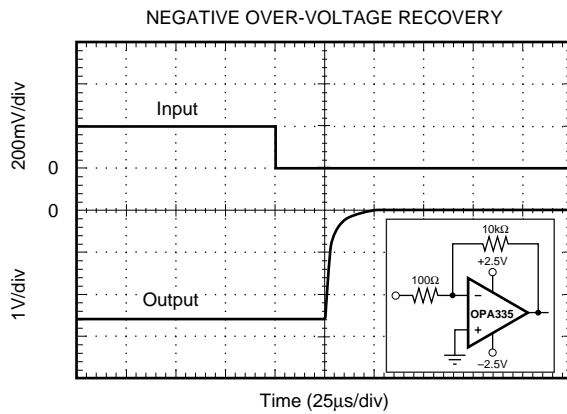 NEGATIVE OVER-VOLTAGE RECOVERY
200mV/div
Input
0
0
1V/div
Output
10kΩ
+2.5V
100Ω
−
OPA335
+
−2.5V
Time (25µs/div)